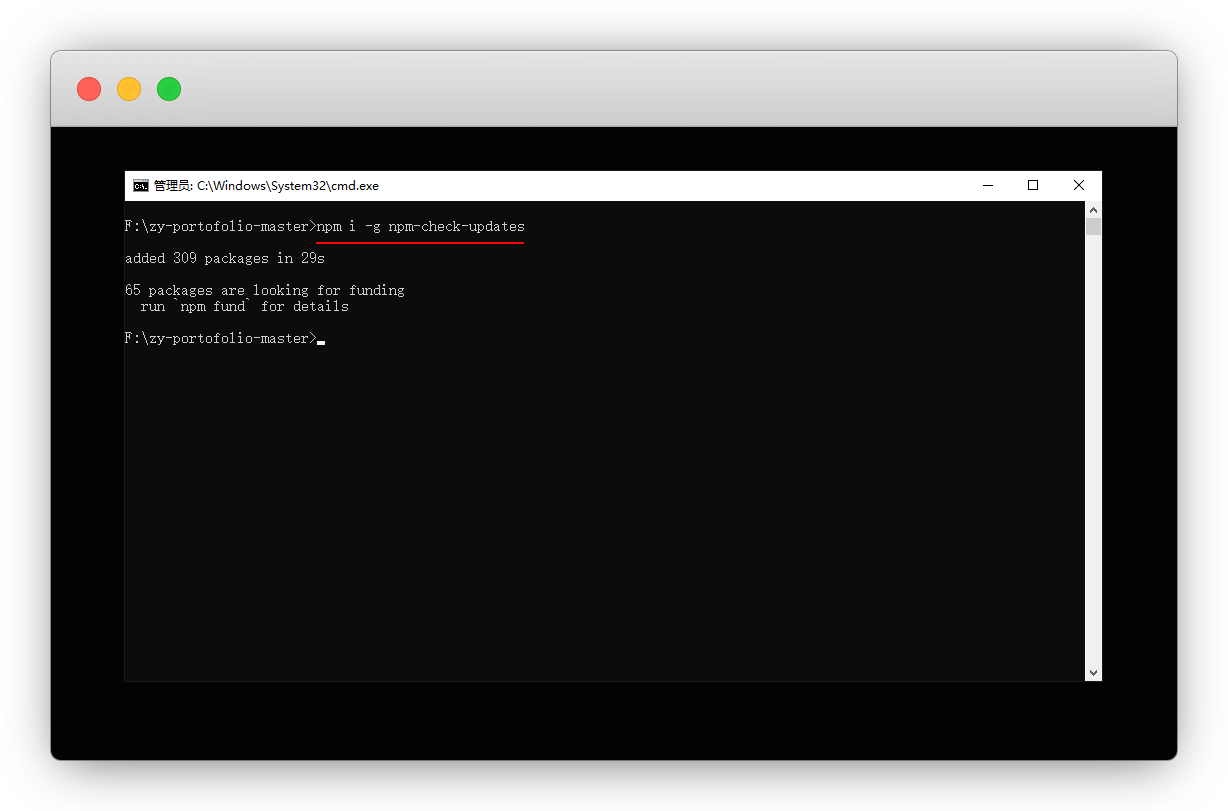 管理员: C:\Windows\System32\cmd.exe
F:\zy-portofolio-master>npm i -g npm-check-updates
added 309 packages in 29s
65 packages are looking for funding
  run `npm fund` for details
F:\zy-portofolio-master>